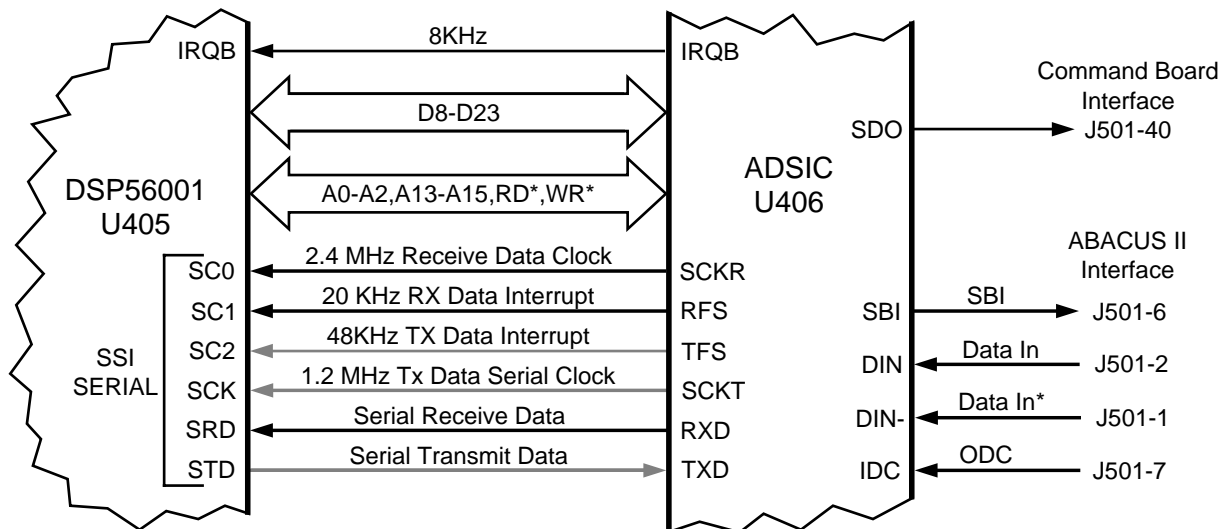 IRQB
8KHz
IRQB
D8-D23
Command Board
Interface
J501-40
SDO
DSP56001
U405
A0-A2,A13-A15,RD*,WR*
ADSIC
U406
ABACUS II
Interface
SC0
2.4 MHz Receive Data Clock
SCKR
SC1
20 KHz RX Data Interrupt
RFS
SBI
SBI
J501-6
SC2
48KHz TX Data Interrupt
TFS
DIN
Data In
J501-2
SSI
SERIAL
SCK
1.2 MHz Tx Data Serial Clock
SCKT
DIN-
Data In*
J501-1
SRD
Serial Receive Data
RXD
STD
Serial Transmit Data
TXD
IDC
ODC
J501-7